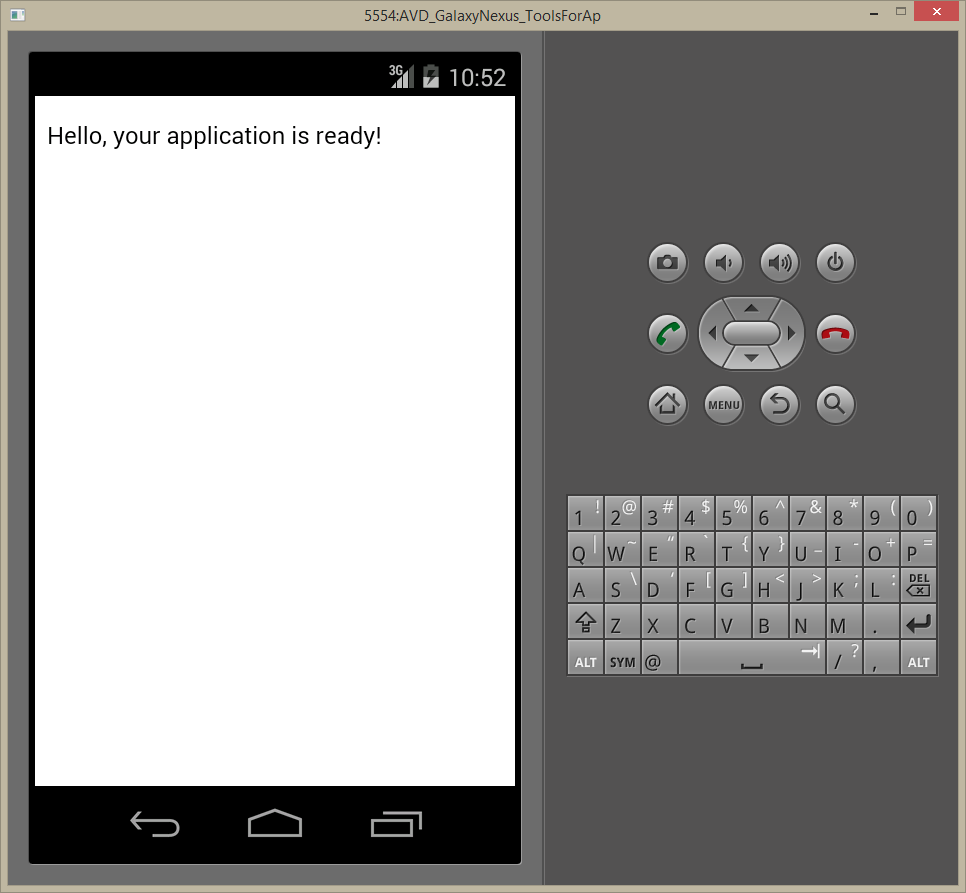 5554:AVD_GalaxyNexus_ToolsForAp
3G 10:52
Hello, your application is ready!
MENU
1 ! 2 @ 3 # 4 $ 5 % 6 ^ 7 & 8 * 9 ( 0 )
Q | W ~ E “ R ` T { Y } U _ I - O + P =
A S \ D ‘ F [ G ] H < J > K ; L : DEL
Z X C V B N M .
ALT SYM @ / ? , ALT